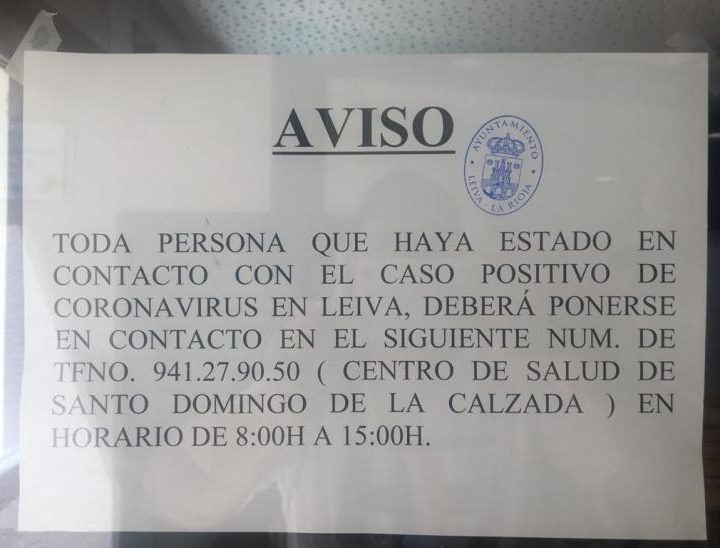 AVISO
AYUNTAMIENTO
LEIVA - LA RIOJA
TODA PERSONA QUE HAYA ESTADO EN
CONTACTO CON EL CASO POSITIVO DE
CORONAVIRUS EN LEIVA, DEBERÁ PONERSE
EN CONTACTO EN EL SIGUIENTE NUM. DE
TFNO. 941.27.90.50 ( CENTRO DE SALUD DE
SANTO DOMINGO DE LA CALZADA ) EN
HORARIO DE 8:00H A 15:00H.